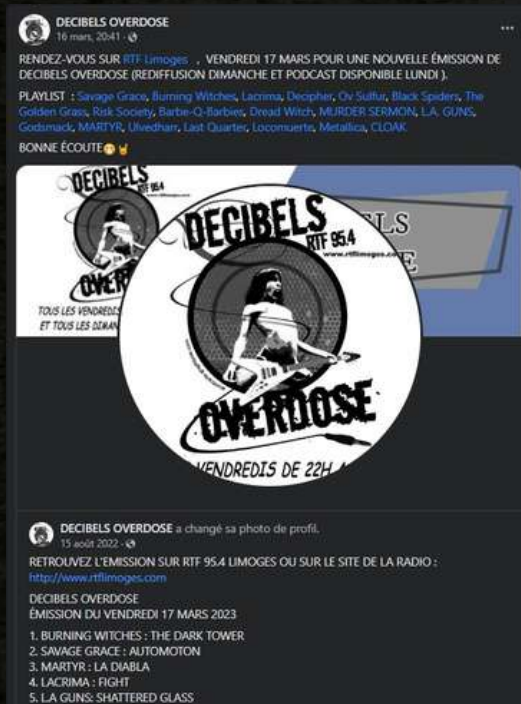 DECIBELS OVERDOSE
16 mars, 20:41 ·
RENDEZ-VOUS SUR RTF Limoges , VENDREDI 17 MARS POUR UNE NOUVELLE ÉMISSION DE
DECIBELS OVERDOSE (REDIFFUSION DIMANCHE ET PODCAST DISPONIBLE LUNDI ).
PLAYLIST : Savage Grace, Burning Witches, Lacrima, Decipher, Ov Sulfur, Black Spiders, The
Golden Grass, Risk Society, Barbe-Q-Barbies, Dread Witch, MURDER SERMON, L.A. GUNS,
Godsmack, MARTYR, Ulvedharr, Last Quarter, Locomuerte, Metallica, CLOAK
BONNE ÉCOUTE😁🤘
DECIBELS
RTF 95.4
OVER
TOUS LES VENDREDIS
ET TOUS LES DIMAN
LS
E
DECIBELS
RTF 95.4
www.rtflimoges.co
OVERDOSE
VENDREDIS DE 22H
DECIBELS OVERDOSE a changé sa photo de profil.
15 août 2022 ·
RETROUVEZ L'EMISSION SUR RTF 95.4 LIMOGES OU SUR LE SITE DE LA RADIO :
http://www.rtflimoges.com
DECIBELS OVERDOSE
ÉMISSION DU VENDREDI 17 MARS 2023
1. BURNING WITCHES : THE DARK TOWER
2. SAVAGE GRACE : AUTOMOTON
3. MARTYR : LA DIABLA
4. LACRIMA : FIGHT
5. L.A GUNS: SHATTERED GLASS